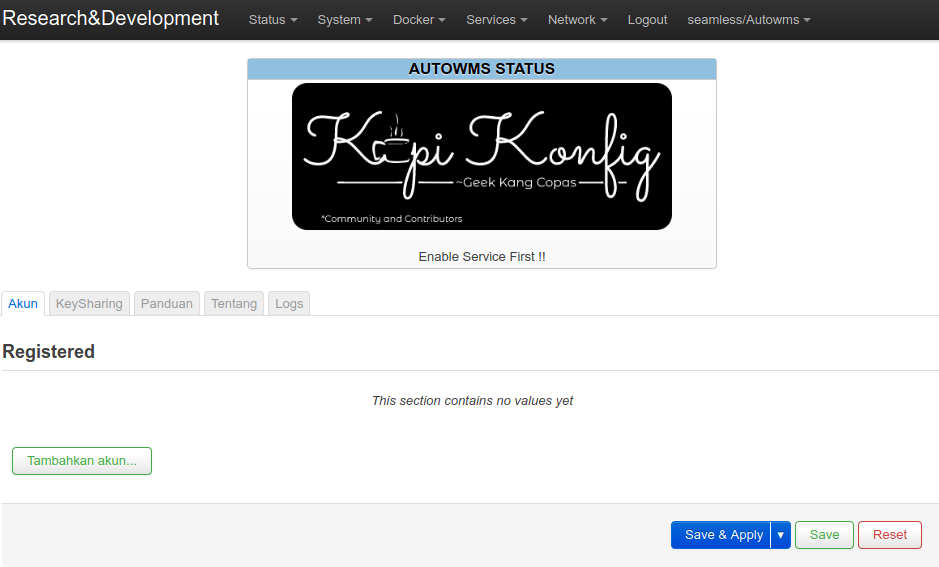 Research&Development Status System Docker Services Network Logout seamless/Autowms
AUTOWMS STATUS
Kopi Konfig
~Geek Kang Copas
*Community and Contributors
Enable Service First !!
Akun KeySharing Panduan Tentang Logs
Registered
This section contains no values yet
Tambahkan akun...
Save & Apply Save Reset